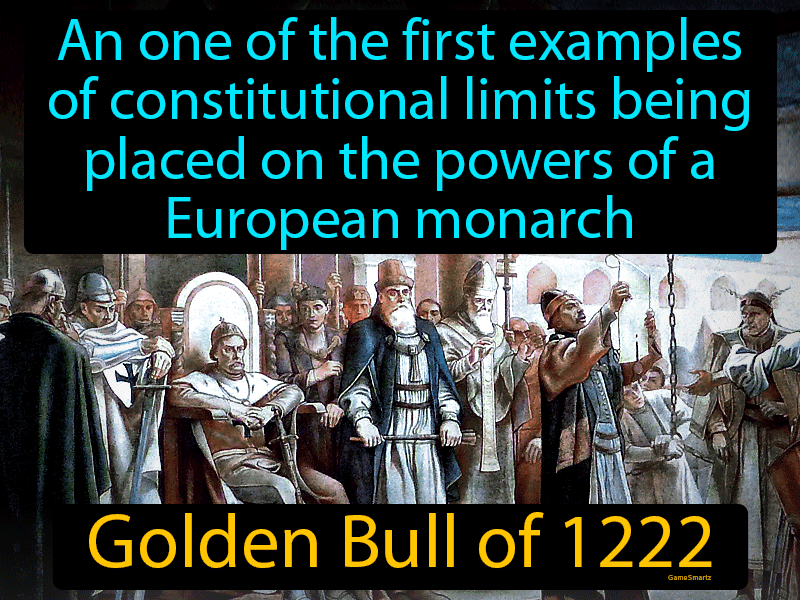 An one of the first examples
of constitutional limits being
placed on the powers of a
European monarch
Golden Bull of 1222
GameSmartz